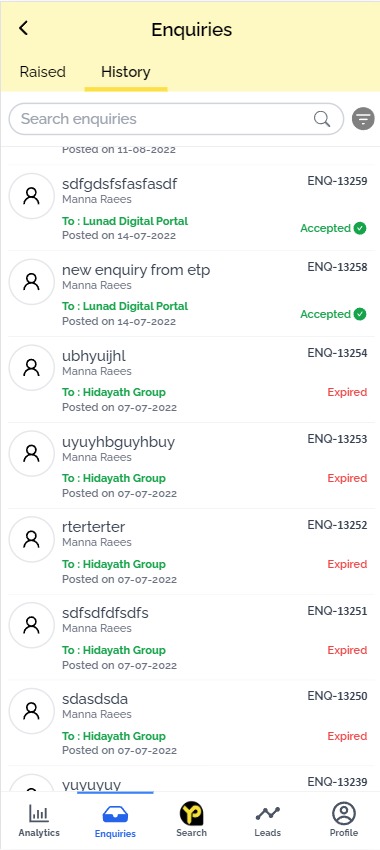 Enquiries
Raised
History
Search enquiries
Posted on 11-08-2022
sdfgdsfsfasfasdf
ENQ-13259
Manna Raees
To : Lunad Digital Portal
Accepted
Posted on 14-07-2022
new enquiry from etp
ENQ-13258
Manna Raees
To : Lunad Digital Portal
Accepted
Posted on 14-07-2022
ubhyuijhl
ENQ-13254
Manna Raees
To : Hidayath Group
Expired
Posted on 07-07-2022
uyuyhbguyhbuy
ENQ-13253
Manna Raees
To : Hidayath Group
Expired
Posted on 07-07-2022
rterterter
ENQ-13252
Manna Raees
To : Hidayath Group
Expired
Posted on 07-07-2022
sdfsdfdfsdfs
ENQ-13251
Manna Raees
To : Hidayath Group
Expired
Posted on 07-07-2022
sdasdsda
ENQ-13250
Manna Raees
To : Hidayath Group
Expired
Posted on 07-07-2022
yuyuyuy
ENQ-13239
Analytics
Enquiries
Search
Leads
Profile